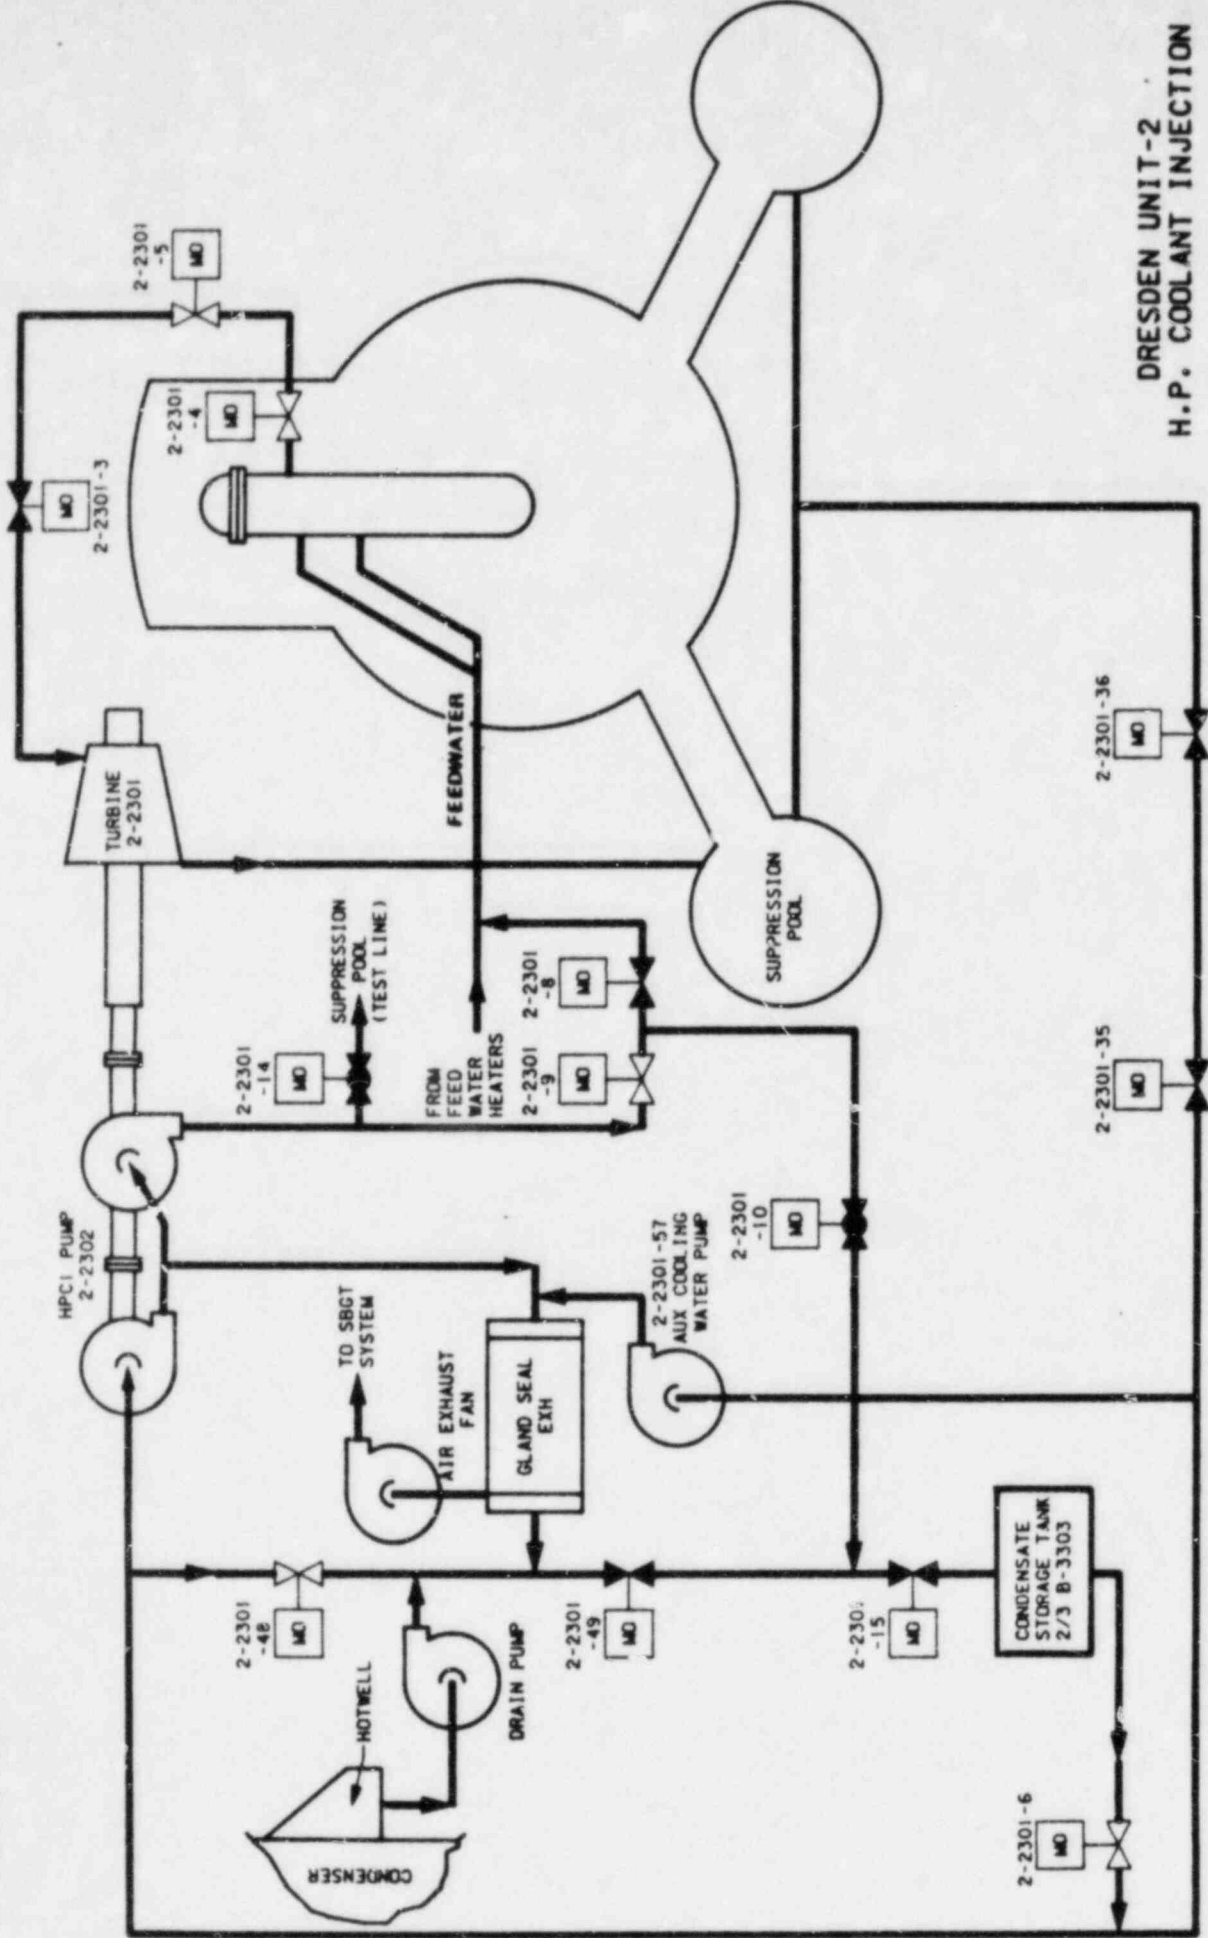 DRESDEN UNIT-2
H.P. COOLANT INJECTION
2-2301
-5
MO
2-2301
-4
MO
MO
2-2301-3
TURBINE
2-2301
FEEDWATER
SUPPRESSION
POOL
(TEST LINE)
2-2301
-14
MO
FROM
FEED
WATER
HEATERS
2-2301
-8
MO
2-2301
-9
MO
SUPPRESSION
POOL
2-2301-36
MO
2-2301-35
MO
HPCI PUMP
2-2302
TO SBGT
SYSTEM
AIR EXHAUST
FAN
GLAND SEAL
EXH
2-2301-57
AUX COOLING
WATER PUMP
2-2301
-10
MO
2-2301
-48
MO
2-2301
-49
MO
2-2301
-15
MO
HOTWELL
DRAIN PUMP
CONDENSER
CONDENSATE
STORAGE TANK
2/3 B-3303
2-2301-6
MO